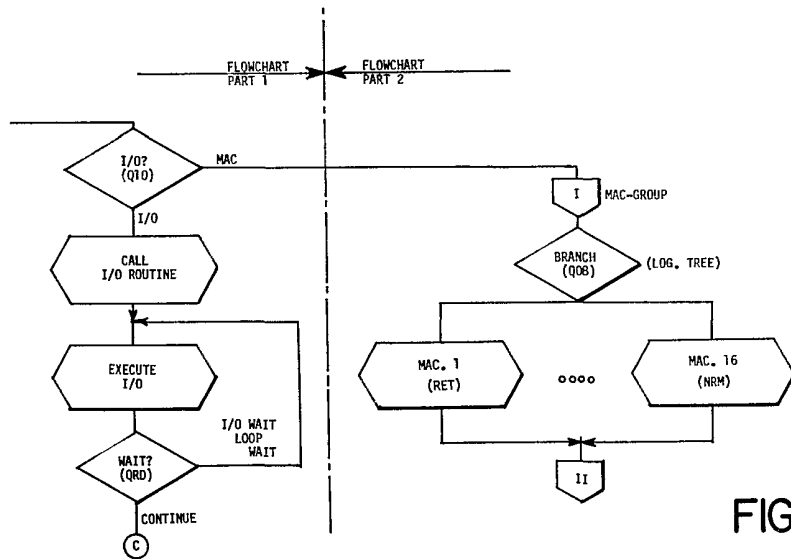 FLOWCHART
PART 1
FLOWCHART
PART 2
I/O?
(Q10)
MAC
I/O
CALL
I/O ROUTINE
EXECUTE
I/O
I/O WAIT
LOOP
WAIT
WAIT?
(QRD)
CONTINUE
C
I
MAC-GROUP
BRANCH
(Q08)
(LOG. TREE)
MAC. 1
(RET)
oooo
MAC. 16
(NRM)
II
FIG